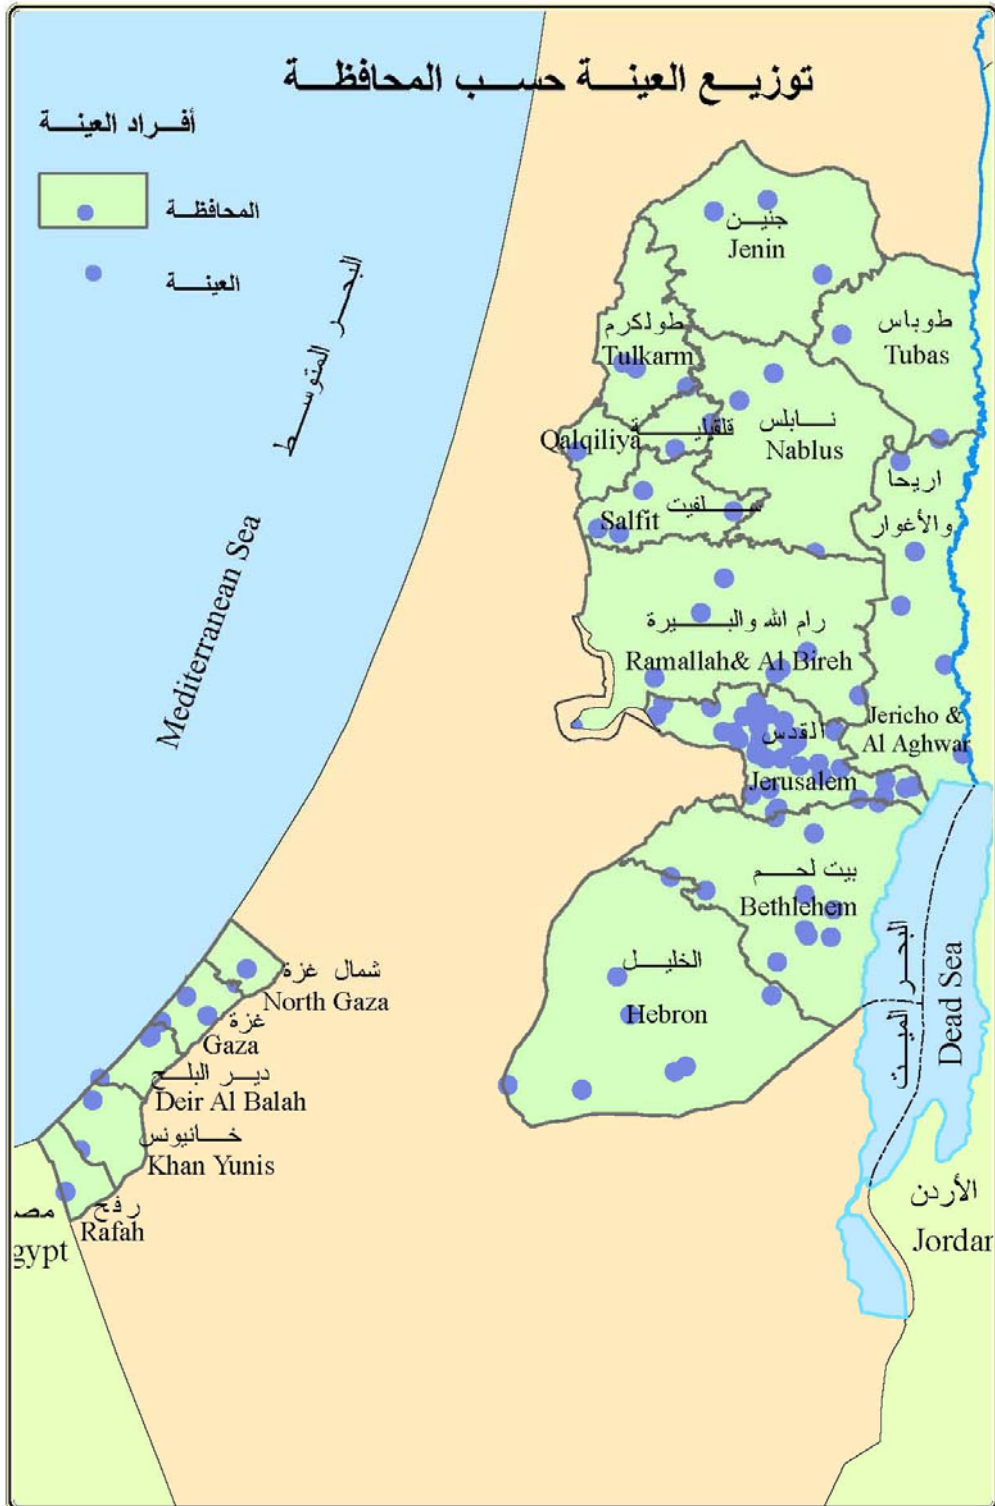 توزيع العينة حسب المحافظة
أفراد العينة
المحافظة
العينة
البحر المتوسط
Mediterranean Sea
جنين
Jenin
طوباس
Tubas
طولكرم
Tulkarm
نابلس
Nablus
قلقيلية
Qalqiliya
سلفيت
Salfit
اريحا
والأغوار
Jericho &
Al Aghwar
رام الله والبيرة
Ramallah& Al Bireh
القدس
Jerusalem
بيت لحم
Bethlehem
الخليل
Hebron
البحر الميت
Dead Sea
شمال غزة
North Gaza
غزة
Gaza
دير البلح
Deir Al Balah
خانيونس
Khan Yunis
رفح
Rafah
مصـ
gypt
الأردن
Jordan